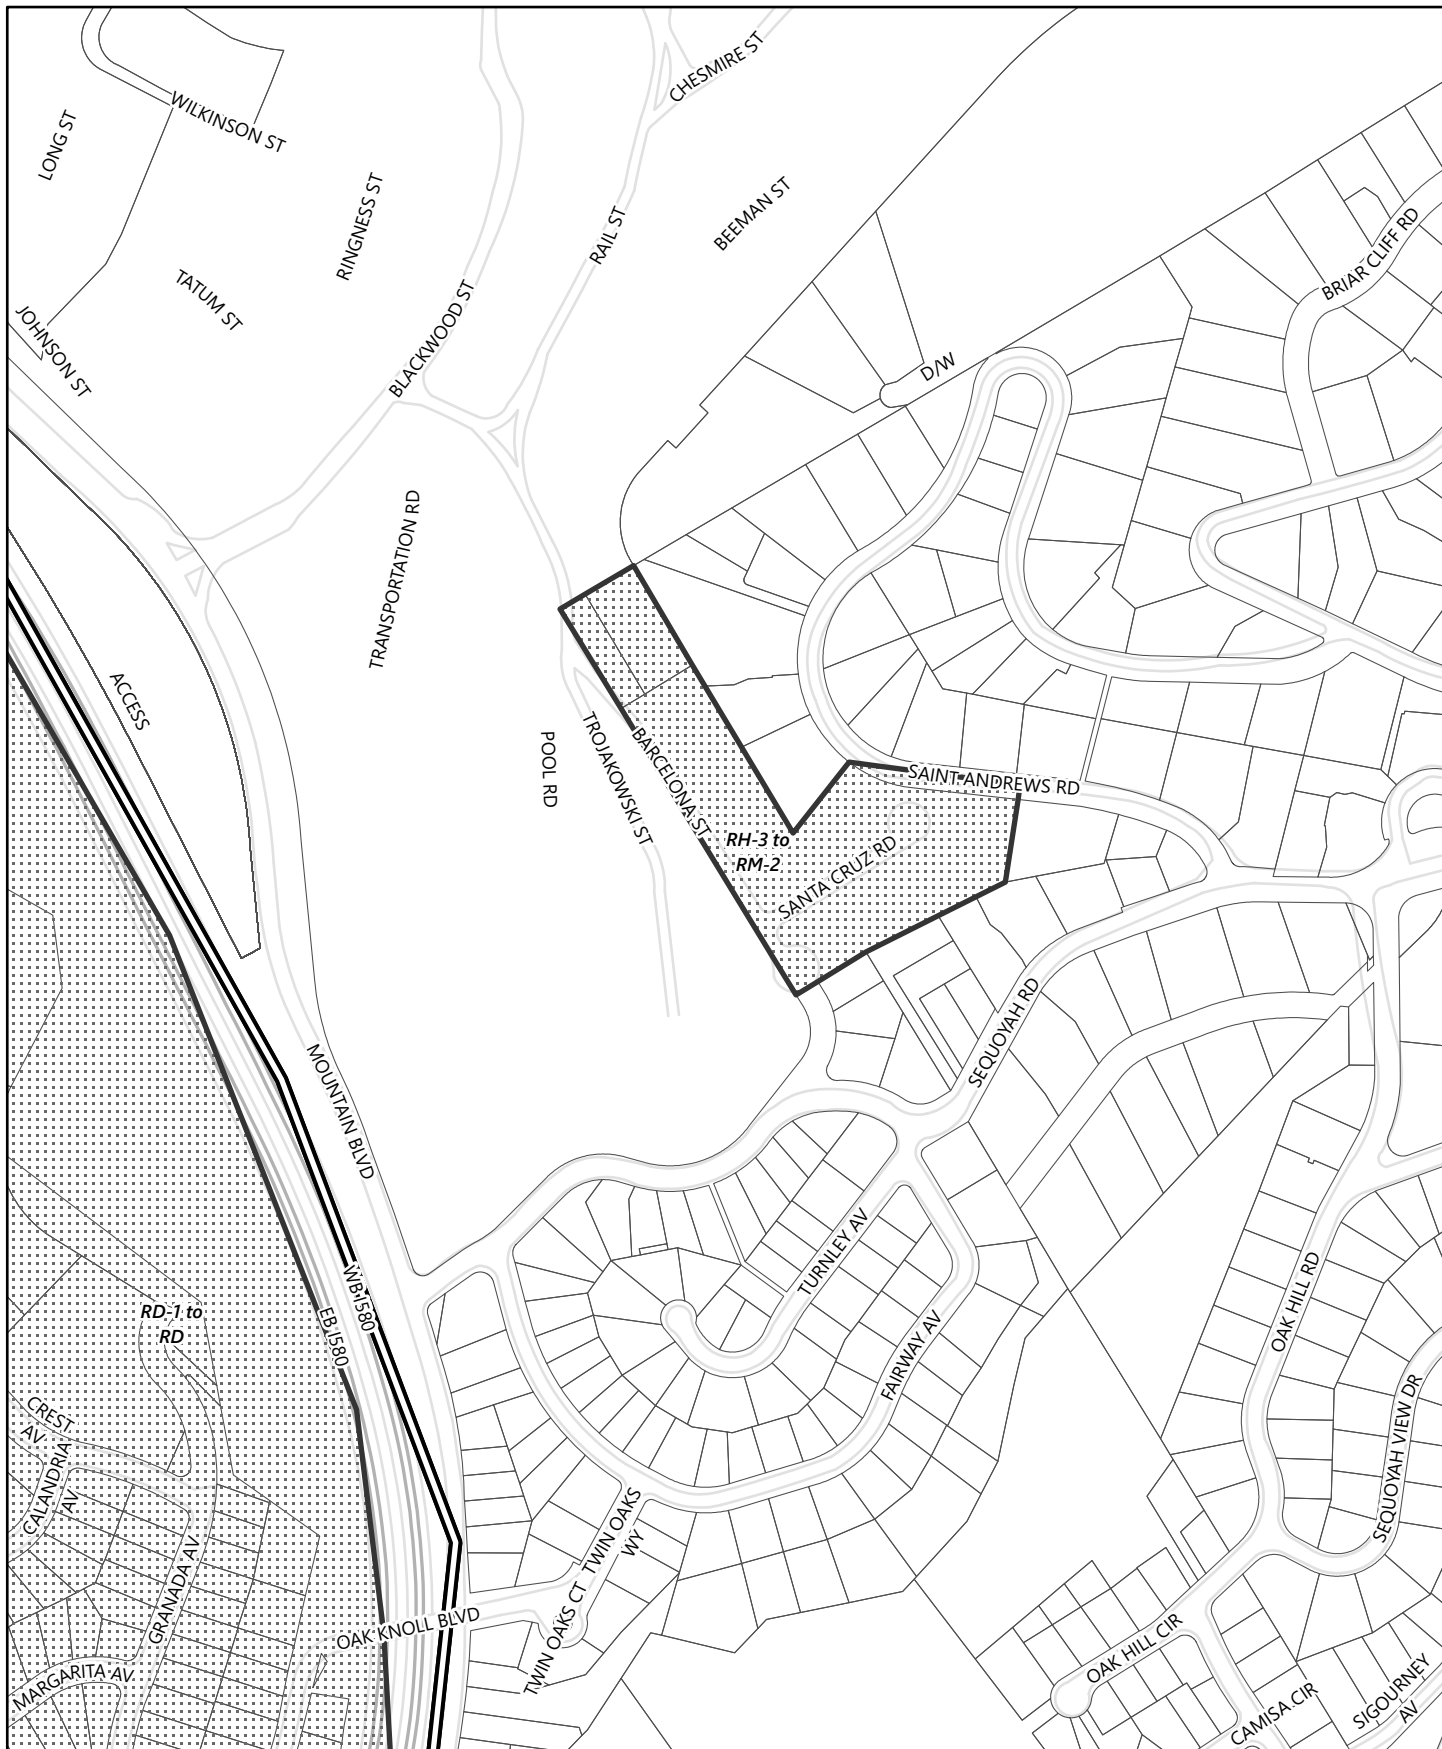 CHESMIRE ST
WILKINSON ST
LONG ST
RINGNESS ST
BEEMAN ST
RAIL ST
BRIAR CLIFF RD
TATUM ST
JOHNSON ST
BLACKWOOD ST
D/W
TRANSPORTATION RD
ACCESS
POOL RD
TROJAKOWSKI ST
BARCELONA ST
SAINT ANDREWS RD
RH-3 to
RM-2
SANTA CRUZ RD
SEQUOYAH RD
MOUNTAIN BLVD
TURNLEY AV
WB I580
EB I580
RD-1 to
RD
OAK HILL RD
FAIRWAY AV
CREST
AV
CALANDRIA
AV
SEQUOYAH VIEW DR
TWIN OAKS
WY
GRANADA AV
OAK KNOLL BLVD
TWIN OAKS CT
OAK HILL CIR
MARGARITA AV
CAMISA CIR
SIGOURNEY
AV